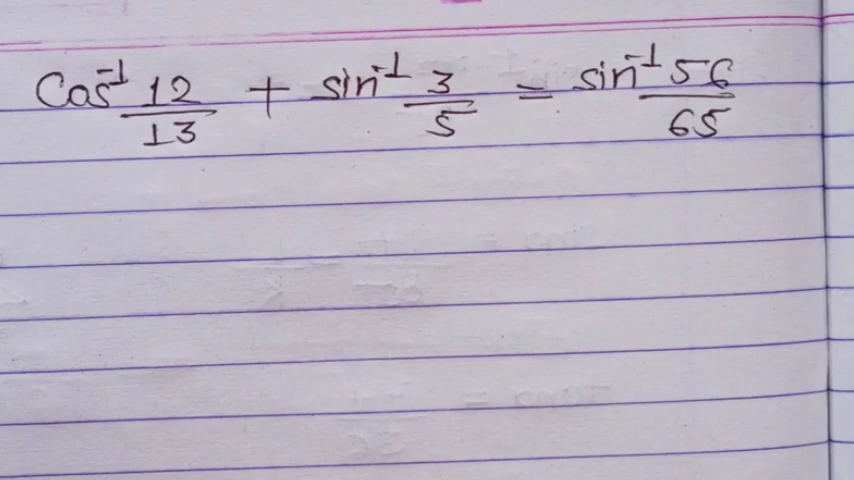 Cos⁻¹ 12/13 + sin⁻¹ 3/5 = sin⁻¹ 56/65